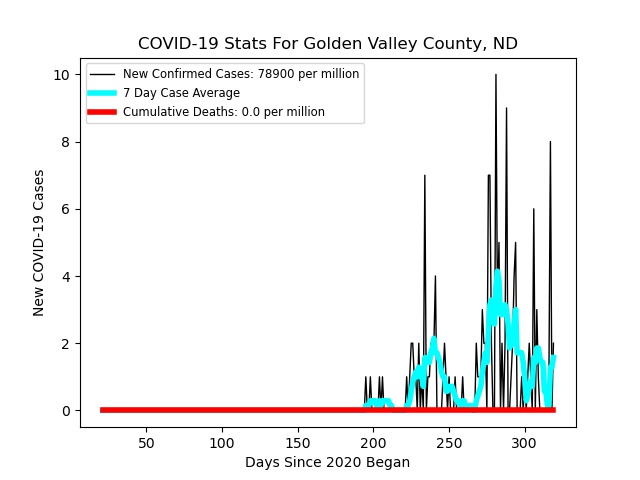 COVID-19 Stats For Golden Valley County, ND
New Confirmed Cases: 78900 per million
7 Day Case Average
Cumulative Deaths: 0.0 per million
New COVID-19 Cases
10
8
6
4
2
0
50 100 150 200 250 300
Days Since 2020 Began